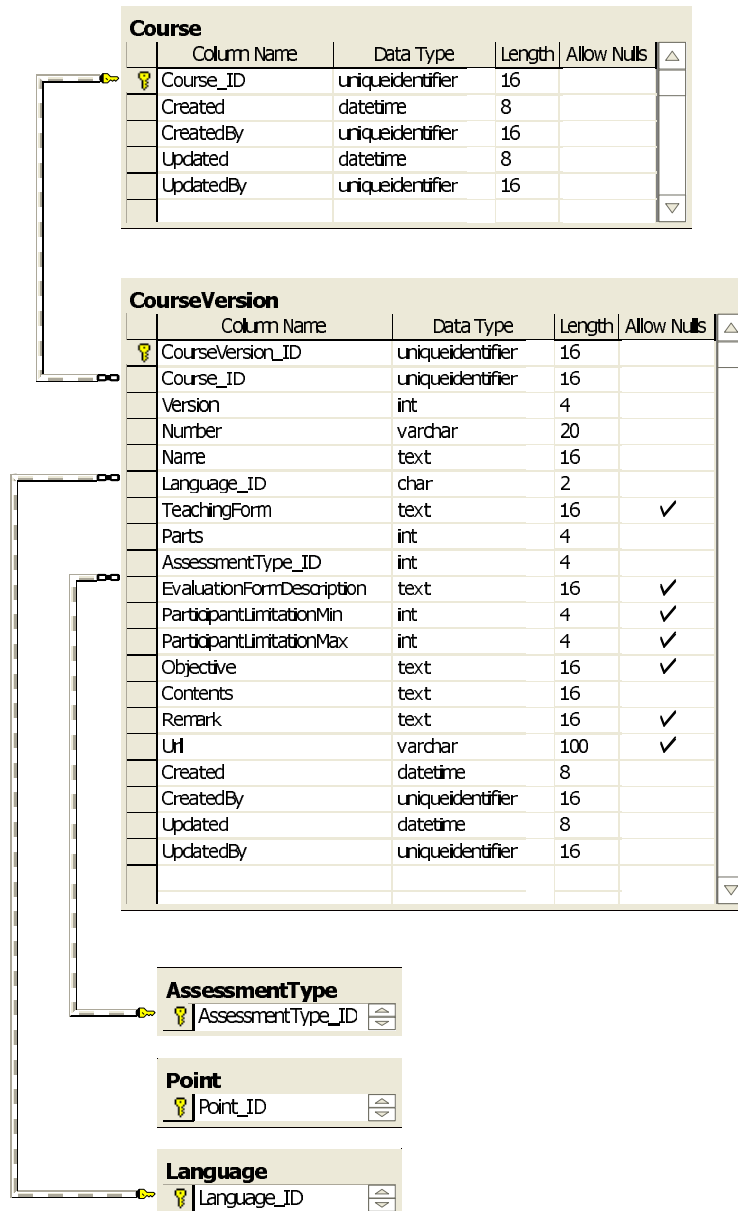 Course
Column Name Data Type Length Allow Nulls
Course_ID uniqueidentifier 16
Created datetime 8
CreatedBy uniqueidentifier 16
Updated datetime 8
UpdatedBy uniqueidentifier 16
CourseVersion
Column Name Data Type Length Allow Nulls
CourseVersion_ID uniqueidentifier 16
Course_ID uniqueidentifier 16
Version int 4
Number varchar 20
Name text 16
Language_ID char 2
TeachingForm text 16 ✓
Parts int 4
AssessmentType_ID int 4
EvaluationFormDescription text 16 ✓
ParticipantLimitationMin int 4 ✓
ParticipantLimitationMax int 4 ✓
Objective text 16 ✓
Contents text 16
Remark text 16 ✓
Url varchar 100 ✓
Created datetime 8
CreatedBy uniqueidentifier 16
Updated datetime 8
UpdatedBy uniqueidentifier 16
AssessmentType
AssessmentType_ID
Point
Point_ID
Language
Language_ID